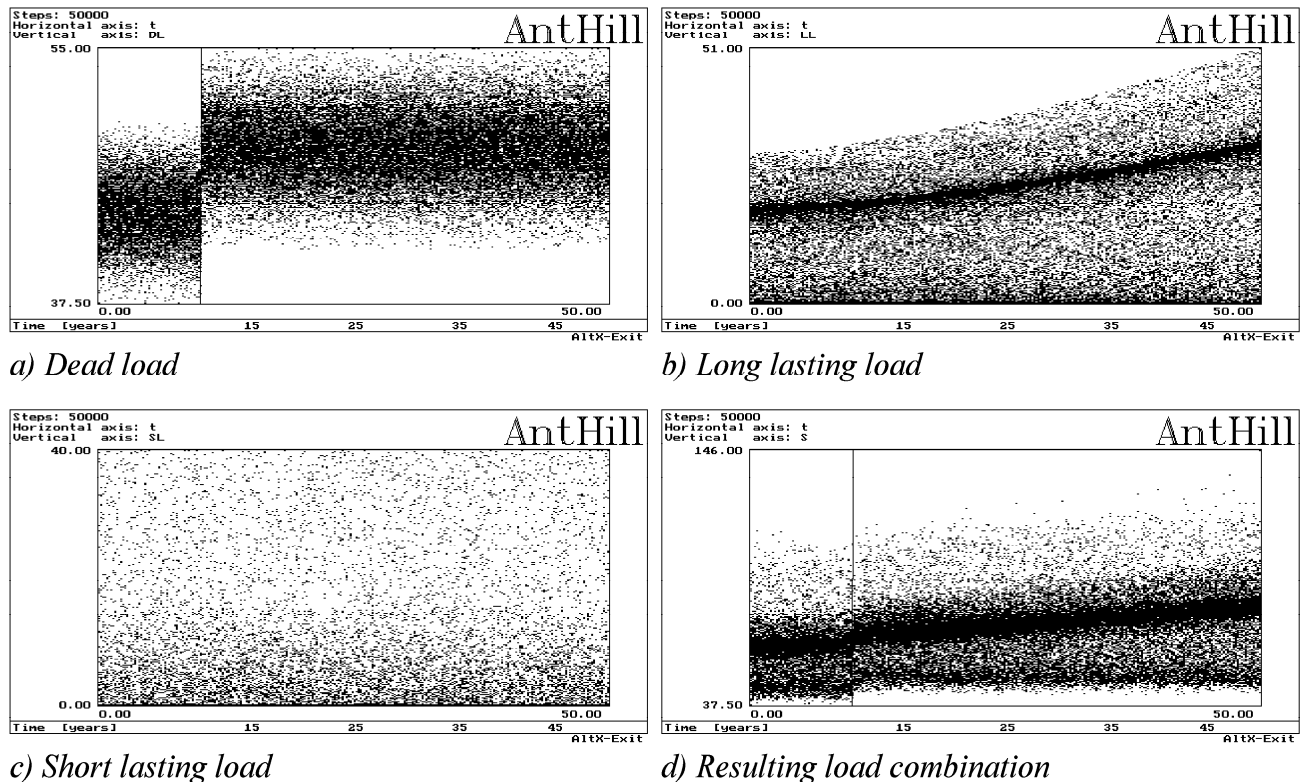 Steps: 50000
Horizontal axis: t
Vertical axis: DL
AntHill
55.00
37.50
0.00
50.00
Time [years] 15 25 35 45
AltX-Exit
a) Dead load
Steps: 50000
Horizontal axis: t
Vertical axis: LL
AntHill
51.00
0.00
0.00
50.00
Time [years] 15 25 35 45
AltX-Exit
b) Long lasting load
Steps: 50000
Horizontal axis: t
Vertical axis: SL
AntHill
40.00
0.00
0.00
50.00
Time [years] 15 25 35 45
AltX-Exit
c) Short lasting load
Steps: 50000
Horizontal axis: t
Vertical axis: S
AntHill
146.00
37.50
0.00
50.00
Time [years] 15 25 35 45
AltX-Exit
d) Resulting load combination